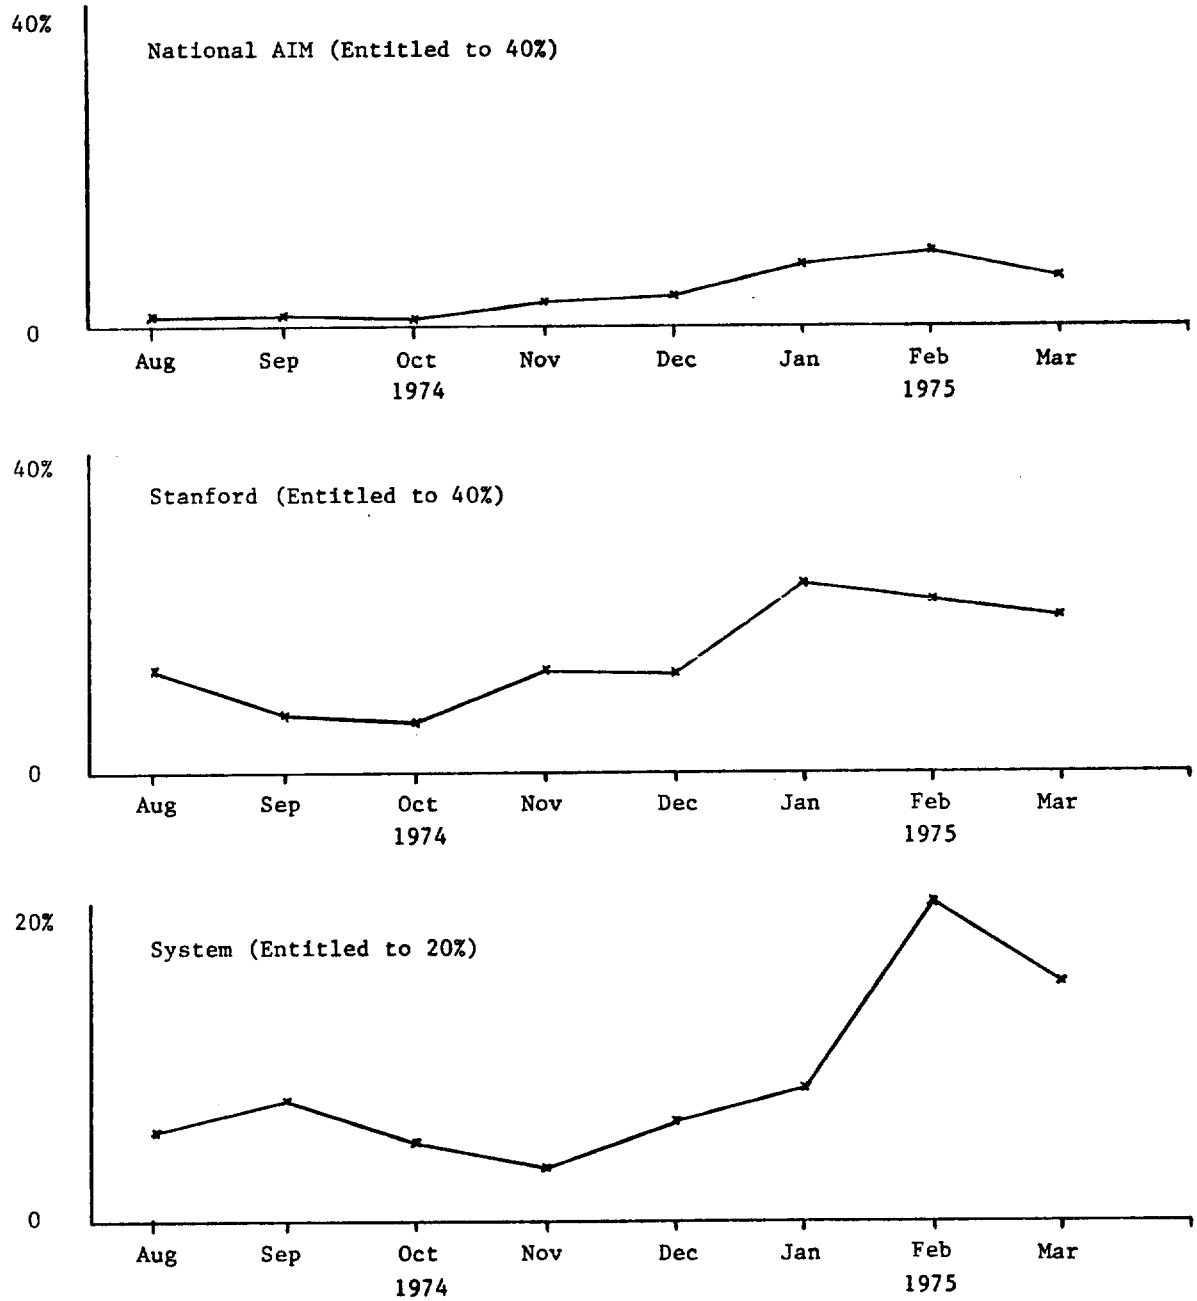 40%
National AIM (Entitled to 40%)
0
Aug Sep Oct Nov Dec Jan Feb Mar
1974 1975
40%
Stanford (Entitled to 40%)
0
Aug Sep Oct Nov Dec Jan Feb Mar
1974 1975
20%
System (Entitled to 20%)
0
Aug Sep Oct Nov Dec Jan Feb Mar
1974 1975